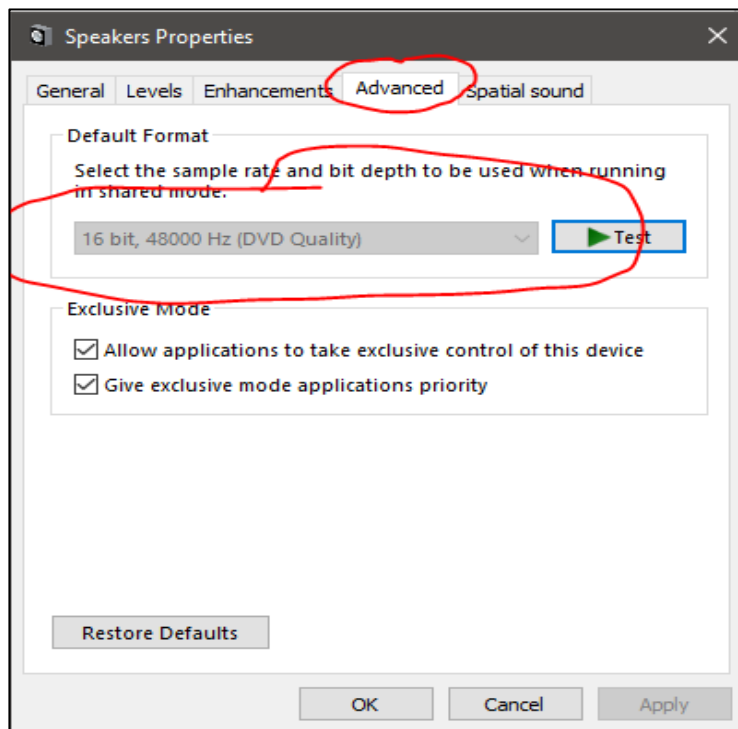 Speakers Properties
General Levels Enhancements Advanced Spatial sound
Default Format
Select the sample rate and bit depth to be used when running
in shared mode.
16 bit, 48000 Hz (DVD Quality) Test
Exclusive Mode
Allow applications to take exclusive control of this device
Give exclusive mode applications priority
Restore Defaults
OK Cancel Apply